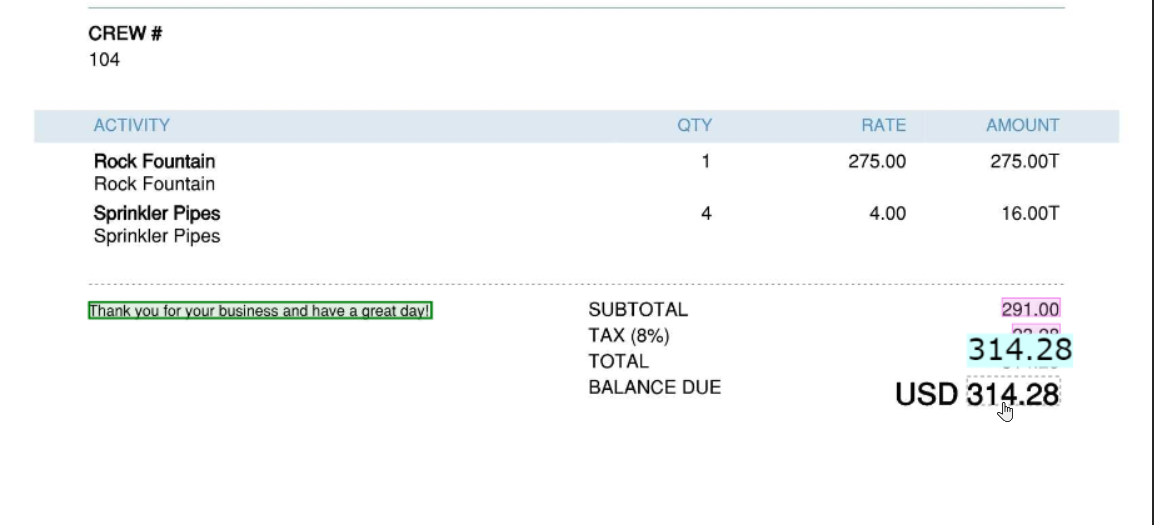 CREW #
104
ACTIVITY QTY RATE AMOUNT
Rock Fountain 1 275.00 275.00T
Rock Fountain
Sprinkler Pipes 4 4.00 16.00T
Sprinkler Pipes
Thank you for your business and have a great day! SUBTOTAL 291.00
TAX (8%)
314.28
TOTAL
BALANCE DUE USD 314.28